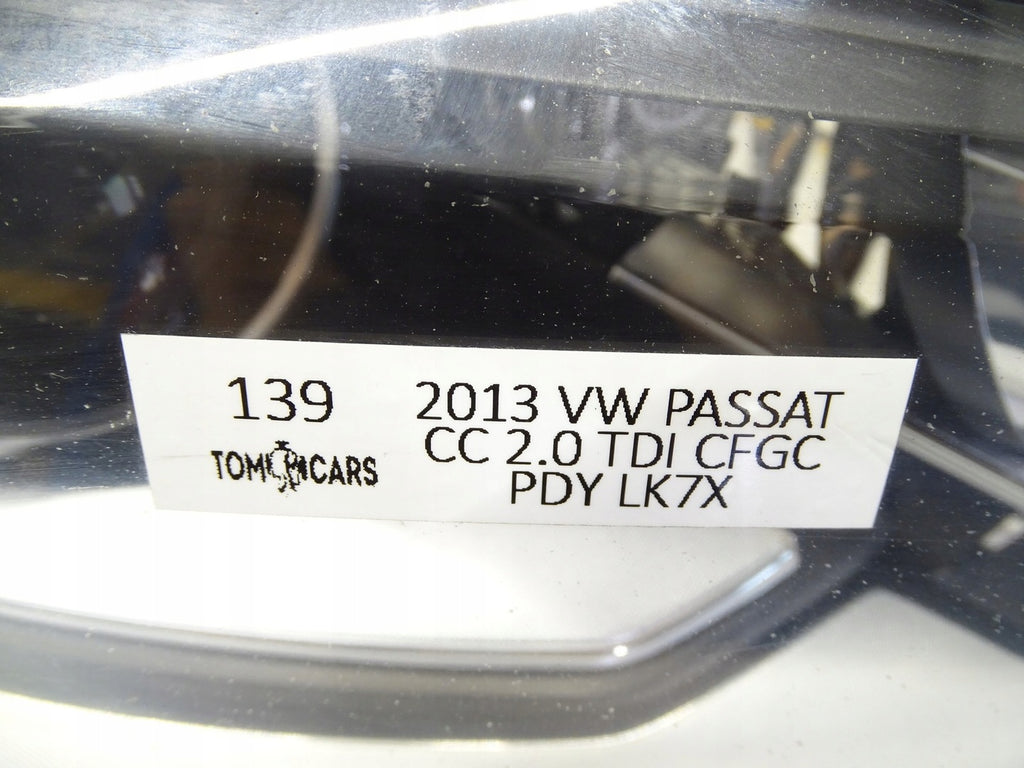 139
TOM CARS
2013 VW PASSAT
CC 2.0 TDI CFGC
PDY LK7X